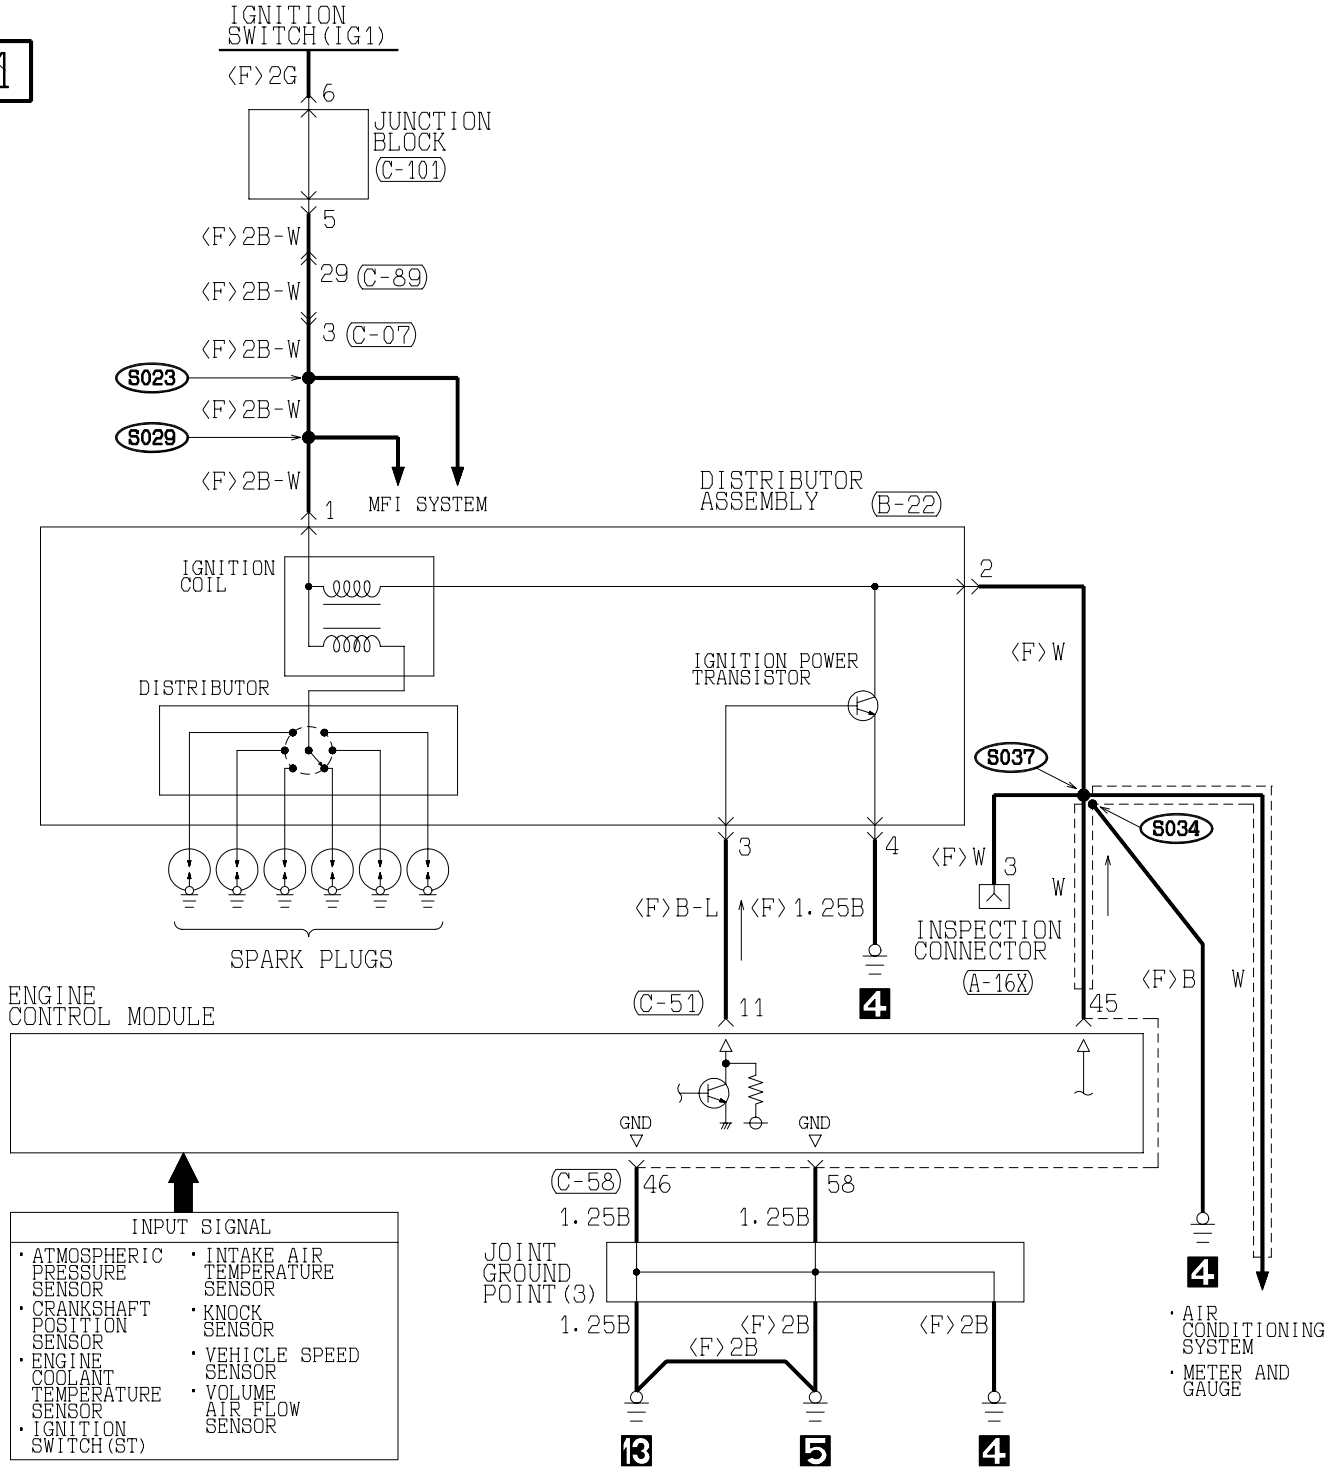 1
IGNITION
SWITCH(IG1)
<F>2G
6
JUNCTION
BLOCK
(C-101)
5
<F>2B-W
29 (C-89)
<F>2B-W
3 (C-07)
<F>2B-W
S023
<F>2B-W
S029
<F>2B-W
1
MFI SYSTEM
DISTRIBUTOR
ASSEMBLY
(B-22)
IGNITION
COIL
2
<F>W
IGNITION POWER
TRANSISTOR
DISTRIBUTOR
S037
S034
3
4
<F>W
3
W
<F>B-L
<F>1.25B
INSPECTION
CONNECTOR
(A-16X)
SPARK PLUGS
<F>B
W
ENGINE
CONTROL MODULE
(C-51)
11
4
45
GND
GND
(C-58)
46
58
1.25B
1.25B
JOINT
GROUND
POINT(3)
1.25B
<F>2B
<F>2B
<F>2B
13
5
4
4
· AIR
CONDITIONING
SYSTEM
· METER AND
GAUGE
INPUT SIGNAL
· ATMOSPHERIC
PRESSURE
SENSOR
· CRANKSHAFT
POSITION
SENSOR
· ENGINE
COOLANT
TEMPERATURE
SENSOR
· IGNITION
SWITCH(ST)
· INTAKE AIR
TEMPERATURE
SENSOR
· KNOCK
SENSOR
· VEHICLE SPEED
SENSOR
· VOLUME
AIR FLOW
SENSOR